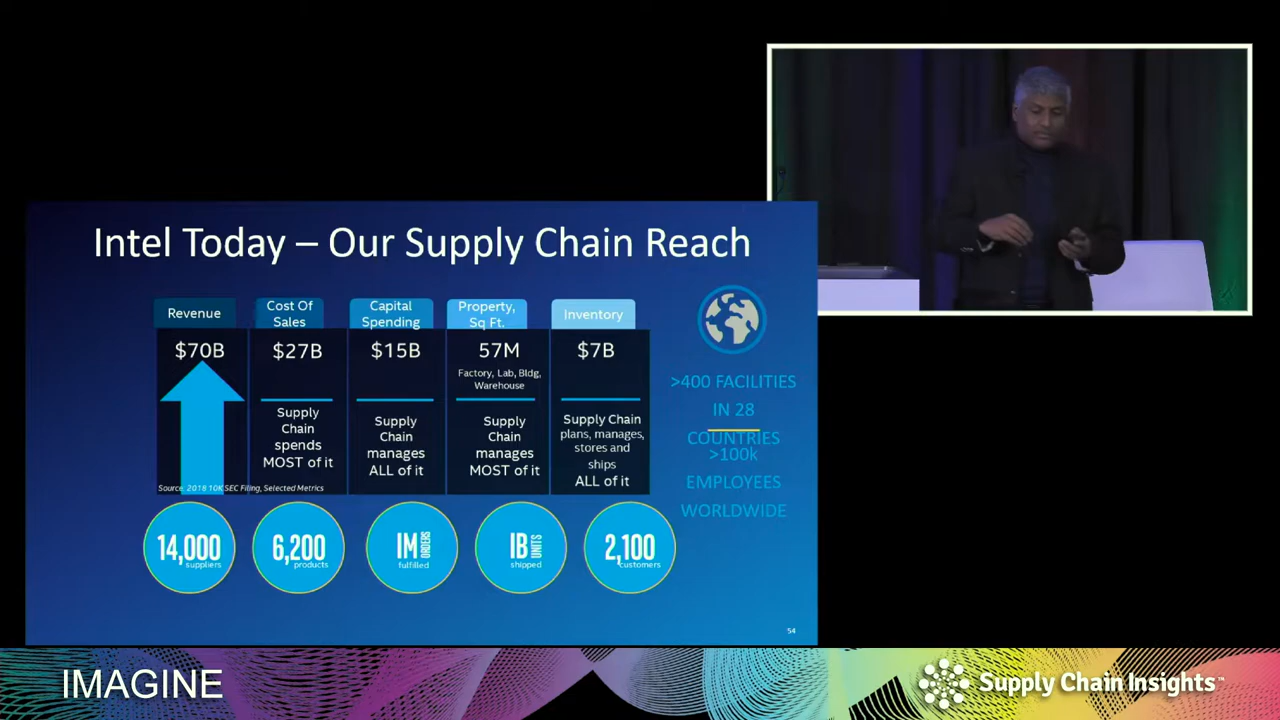 Intel Today – Our Supply Chain Reach
Revenue
Cost Of
Sales
Capital
Spending
Property,
Sq Ft.
Inventory
$70B
$27B
$15B
57M
$7B
Factory, Lab, Bldg,
Warehouse
Supply
Chain
spends
MOST of it
Supply
Chain
manages
ALL of it
Supply
Chain
manages
MOST of it
Supply Chain
plans, manages,
stores and
ships
ALL of it
Source: 2018 10K SEC Filing, Selected Metrics
>400 FACILITIES
IN 28
COUNTRIES
>100k
EMPLOYEES
WORLDWIDE
14,000
suppliers
6,200
products
1M ORDERS
fulfilled
1B UNITS
shipped
2,100
customers
54
IMAGINE
Supply Chain Insights™